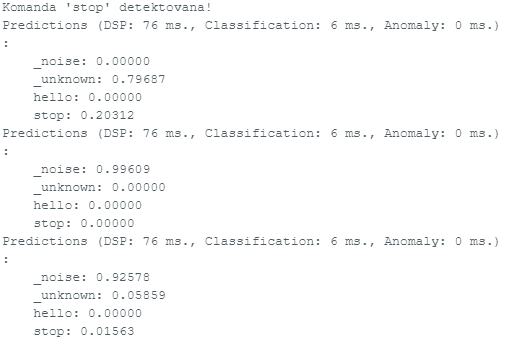 Komanda 'stop' detektovana!
Predictions (DSP: 76 ms., Classification: 6 ms., Anomaly: 0 ms.)
:
    _noise: 0.00000
    _unknown: 0.79687
    hello: 0.00000
    stop: 0.20312
Predictions (DSP: 76 ms., Classification: 6 ms., Anomaly: 0 ms.)
:
    _noise: 0.99609
    _unknown: 0.00000
    hello: 0.00000
    stop: 0.00000
Predictions (DSP: 76 ms., Classification: 6 ms., Anomaly: 0 ms.)
:
    _noise: 0.92578
    _unknown: 0.05859
    hello: 0.00000
    stop: 0.01563